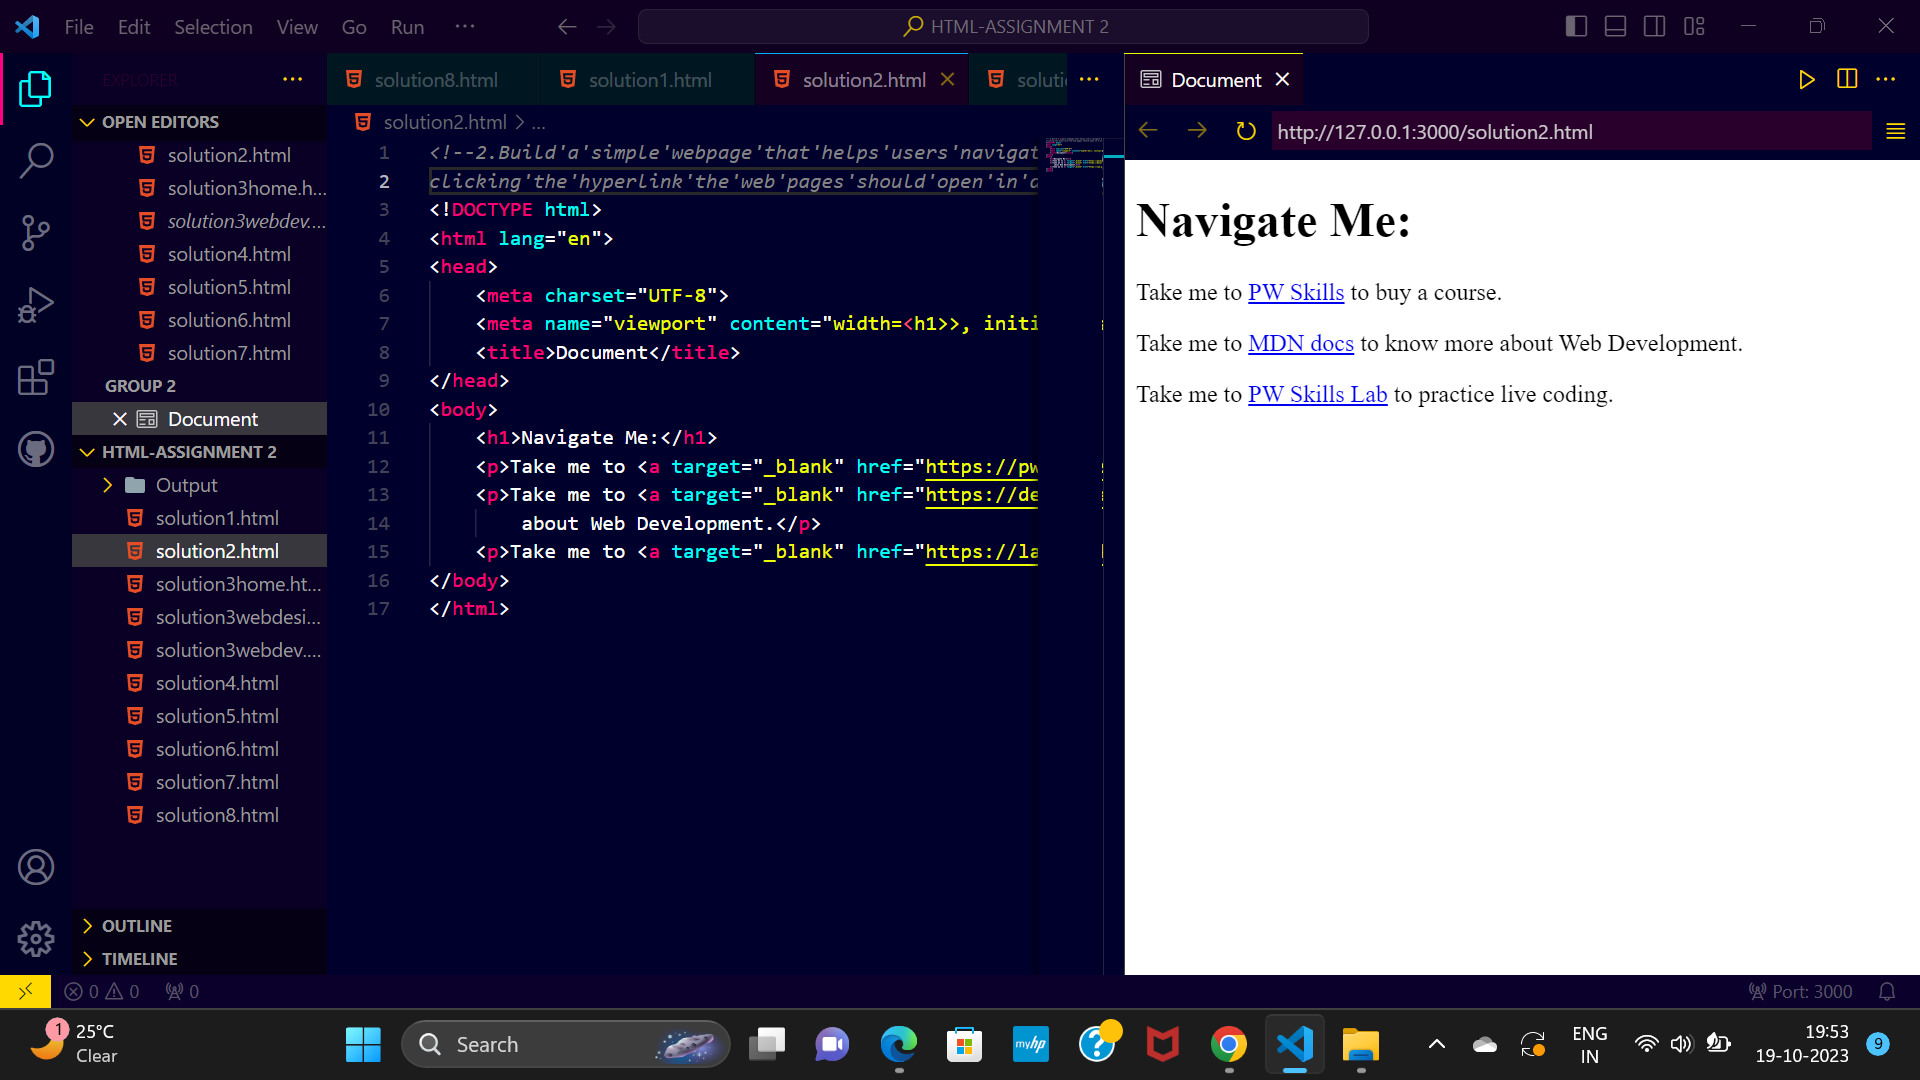 File Edit Selection View Go Run ...
HTML-ASSIGNMENT 2
EXPLORER
OPEN EDITORS
solution2.html
solution3home.h...
solution3webdev....
solution4.html
solution5.html
solution6.html
solution7.html
GROUP 2
Document
HTML-ASSIGNMENT 2
Output
solution1.html
solution2.html
solution3home.ht...
solution3webdesi...
solution3webdev....
solution4.html
solution5.html
solution6.html
solution7.html
solution8.html
OUTLINE
TIMELINE
solution8.html solution1.html solution2.html
solution2.html > ...
1 <!--2.Build'a'simple'webpage'that'helps'users'navigat
2 clicking'the'hyperlink'the'web'pages'should'open'in'a
3 <!DOCTYPE html>
4 <html lang="en">
5 <head>
6 <meta charset="UTF-8">
7 <meta name="viewport" content="width=<h1>>, initi
8 <title>Document</title>
9 </head>
10 <body>
11 <h1>Navigate Me:</h1>
12 <p>Take me to <a target="_blank" href="https://pw
13 <p>Take me to <a target="_blank" href="https://de
14 about Web Development.</p>
15 <p>Take me to <a target="_blank" href="https://la
16 </body>
17 </html>
Document
http://127.0.0.1:3000/solution2.html
Navigate Me:
Take me to PW Skills to buy a course.
Take me to MDN docs to know more about Web Development.
Take me to PW Skills Lab to practice live coding.
0 0 0
Port: 3000
1
25°C
Clear
Search
myhp
ENG
IN
19:53
19-10-2023
9